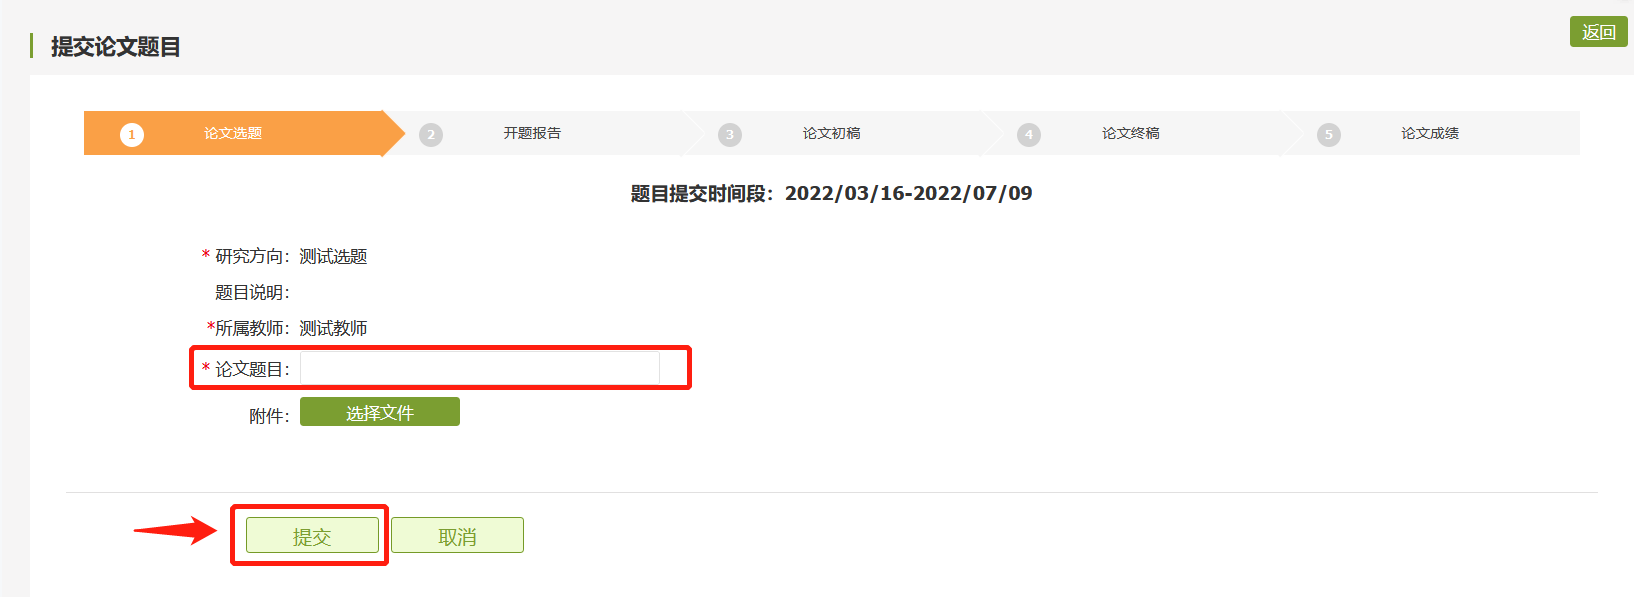 返回
提交论文题目
1 论文选题 2 开题报告 3 论文初稿 4 论文终稿 5 论文成绩
题目提交时间段：2022/03/16-2022/07/09
* 研究方向：测试选题
题目说明：
*所属教师：测试教师
* 论文题目：
附件：选择文件
提交 取消